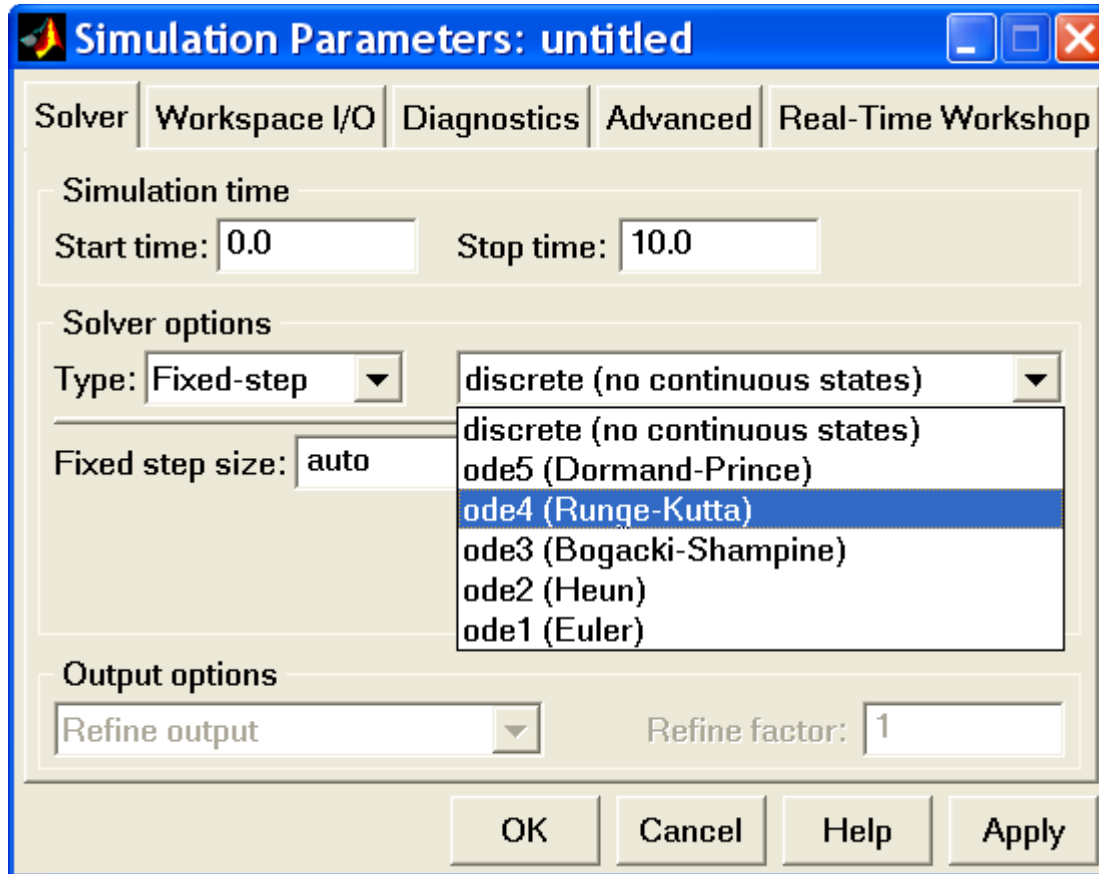 Simulation Parameters: untitled
Solver Workspace I/O Diagnostics Advanced Real-Time Workshop
Simulation time
Start time: 0.0 Stop time: 10.0
Solver options
Type: Fixed-step discrete (no continuous states)
discrete (no continuous states)
Fixed step size: auto
ode5 (Dormand-Prince)
ode4 (Runge-Kutta)
ode3 (Bogacki-Shampine)
ode2 (Heun)
ode1 (Euler)
Output options
Refine output Refine factor: 1
OK Cancel Help Apply